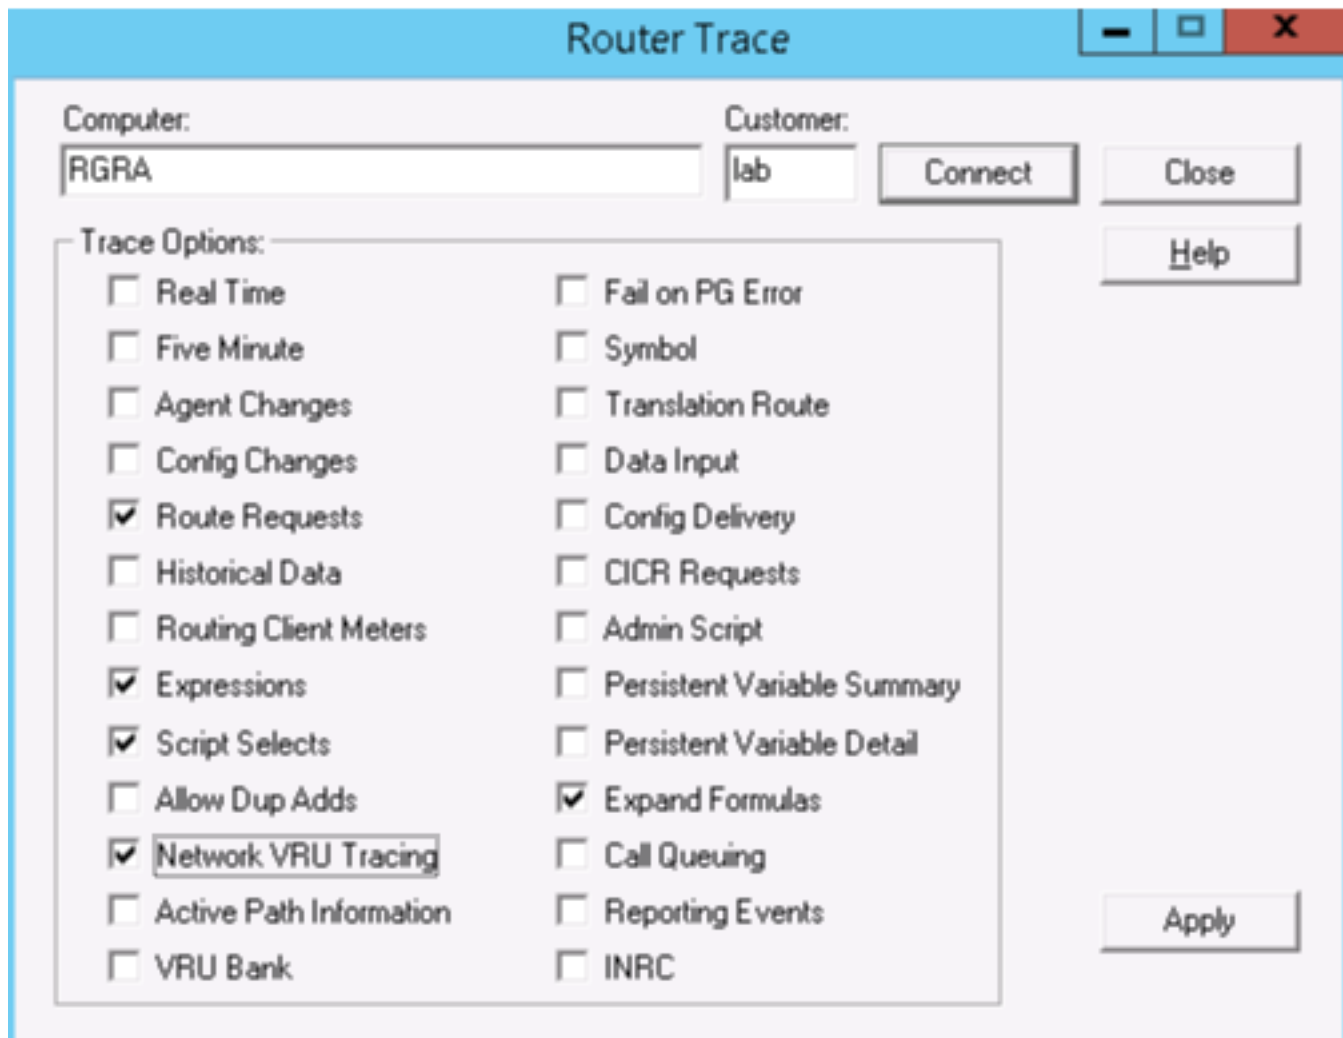 Router Trace
Computer:
Customer:
RGRA
lab
Connect
Close
Help
Trace Options:
Real Time
Fail on PG Error
Five Minute
Symbol
Agent Changes
Translation Route
Config Changes
Data Input
Route Requests
Config Delivery
Historical Data
CICR Requests
Routing Client Meters
Admin Script
Expressions
Persistent Variable Summary
Script Selects
Persistent Variable Detail
Allow Dup Adds
Expand Formulas
Network VRU Tracing
Call Queuing
Active Path Information
Reporting Events
Apply
VRU Bank
INRC